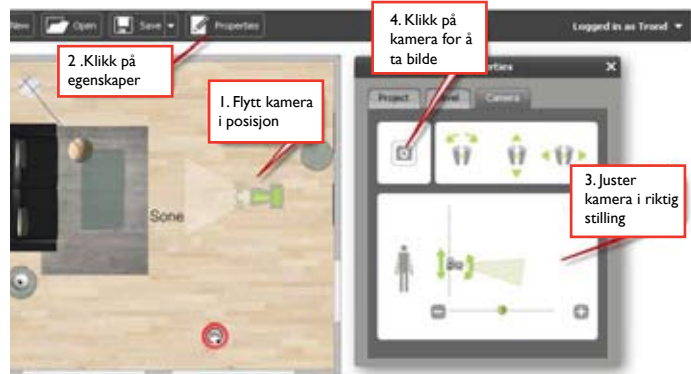 New Open Save Properties
Logged in as Trond
2 .Klikk på
egenskaper
1. Flytt kamera
i posisjon
Sone
4. Klikk på
kamera for å
ta bilde
Project Camera
3. Juster
kamera i riktig
stilling